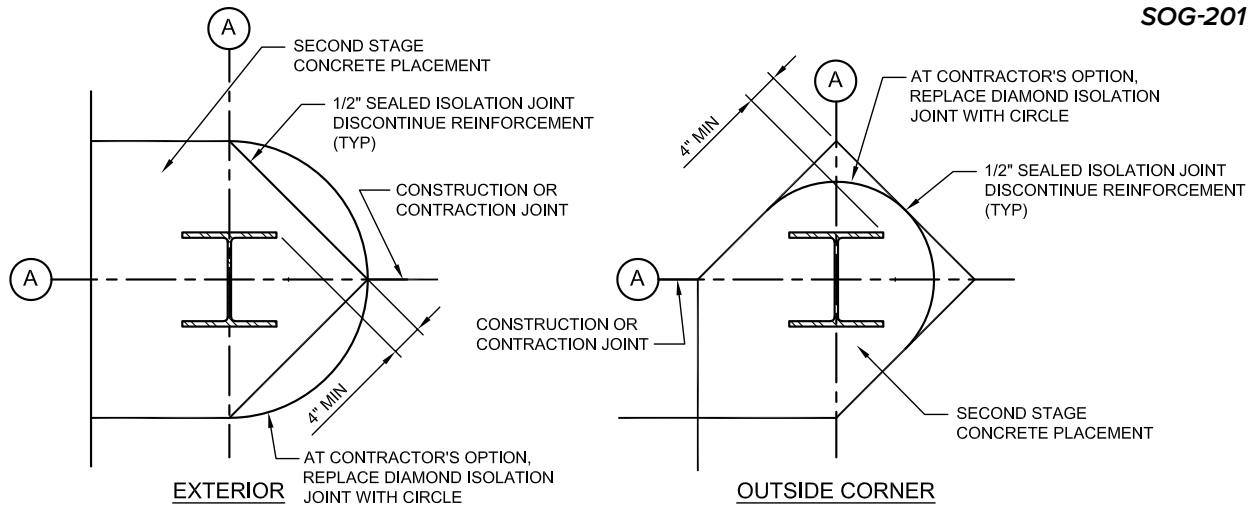 SOG-201
A
SECOND STAGE
CONCRETE PLACEMENT
1/2" SEALED ISOLATION JOINT
DISCONTINUE REINFORCEMENT
(TYP)
CONSTRUCTION OR
CONTRACTION JOINT
A
4" MIN
AT CONTRACTOR'S OPTION,
REPLACE DIAMOND ISOLATION
JOINT WITH CIRCLE
EXTERIOR
A
4" MIN
AT CONTRACTOR'S OPTION,
REPLACE DIAMOND ISOLATION
JOINT WITH CIRCLE
1/2" SEALED ISOLATION JOINT
DISCONTINUE REINFORCEMENT
(TYP)
A
CONSTRUCTION OR
CONTRACTION JOINT
SECOND STAGE
CONCRETE PLACEMENT
OUTSIDE CORNER